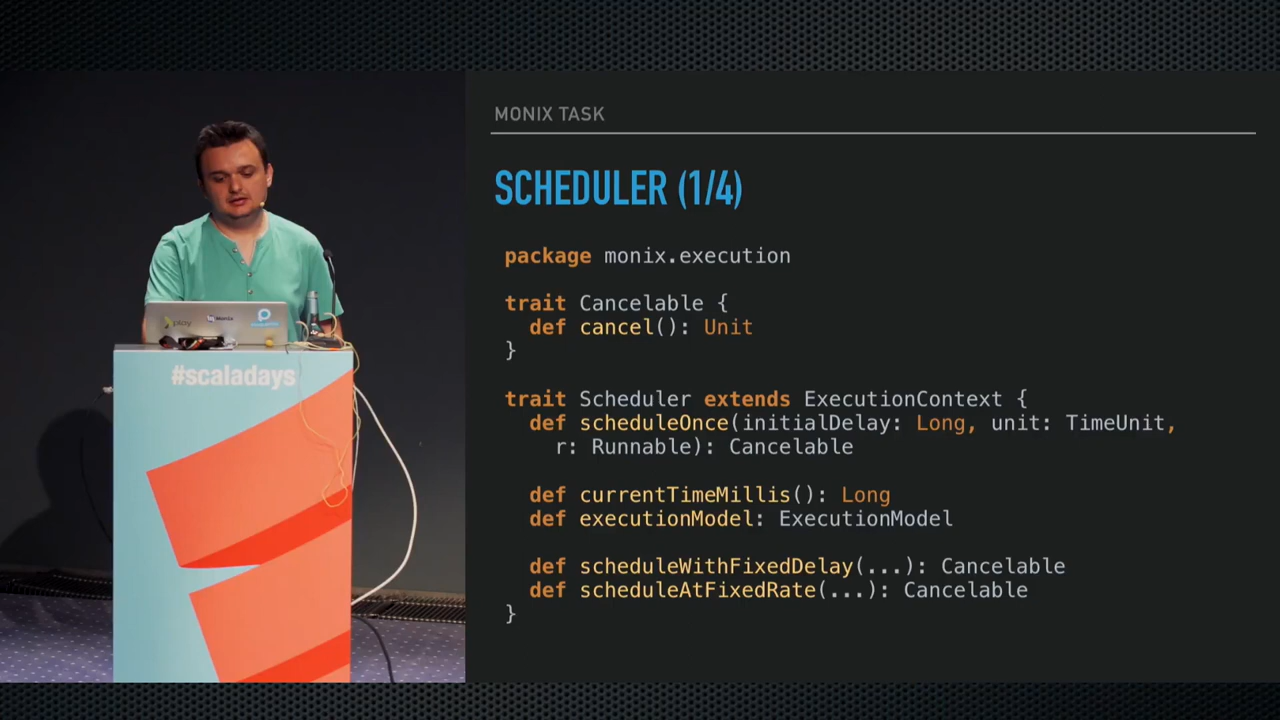 MONIX TASK
SCHEDULER (1/4)
package monix.execution
trait Cancelable {
def cancel(): Unit
}
trait Scheduler extends ExecutionContext {
def scheduleOnce(initialDelay: Long, unit: TimeUnit,
r: Runnable): Cancelable
def currentTimeMillis(): Long
def executionModel: ExecutionModel
def scheduleWithFixedDelay(...): Cancelable
def scheduleAtFixedRate(...): Cancelable
}
play
Monix
#scaladays